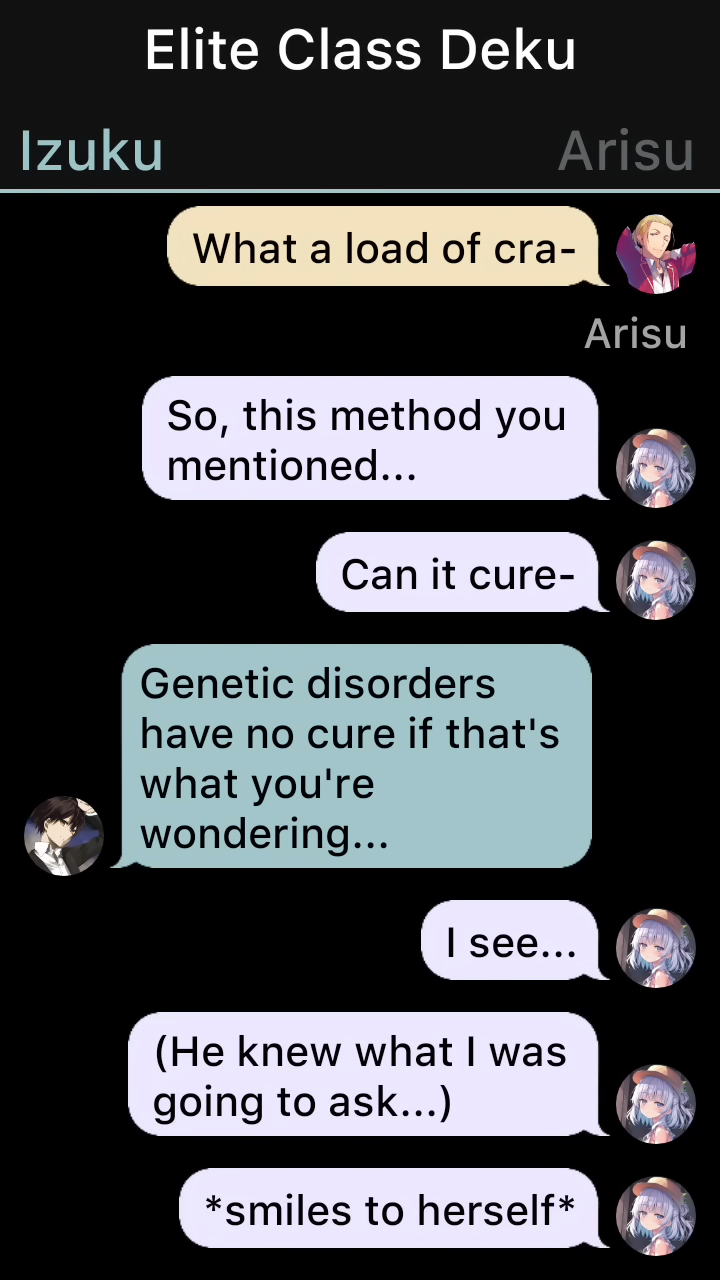 Elite Class Deku
Izuku
Arisu
What a load of cra-
Arisu
So, this method you
mentioned...
Can it cure-
Genetic disorders
have no cure if that's
what you're
wondering...
I see...
(He knew what I was
going to ask...)
*smiles to herself*